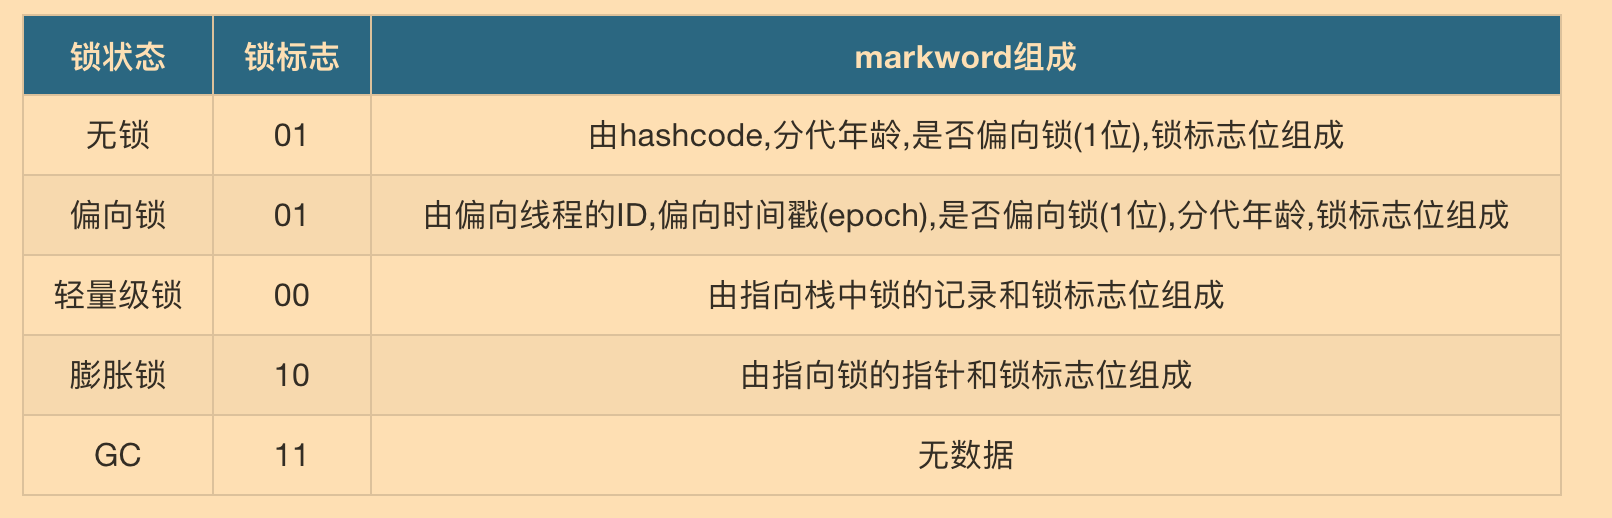 锁状态 锁标志 markword组成
无锁 01 由hashcode,分代年龄,是否偏向锁(1位),锁标志位组成
偏向锁 01 由偏向线程的ID,偏向时间戳(epoch),是否偏向锁(1位),分代年龄,锁标志位组成
轻量级锁 00 由指向栈中锁的记录和锁标志位组成
膨胀锁 10 由指向锁的指针和锁标志位组成
GC 11 无数据